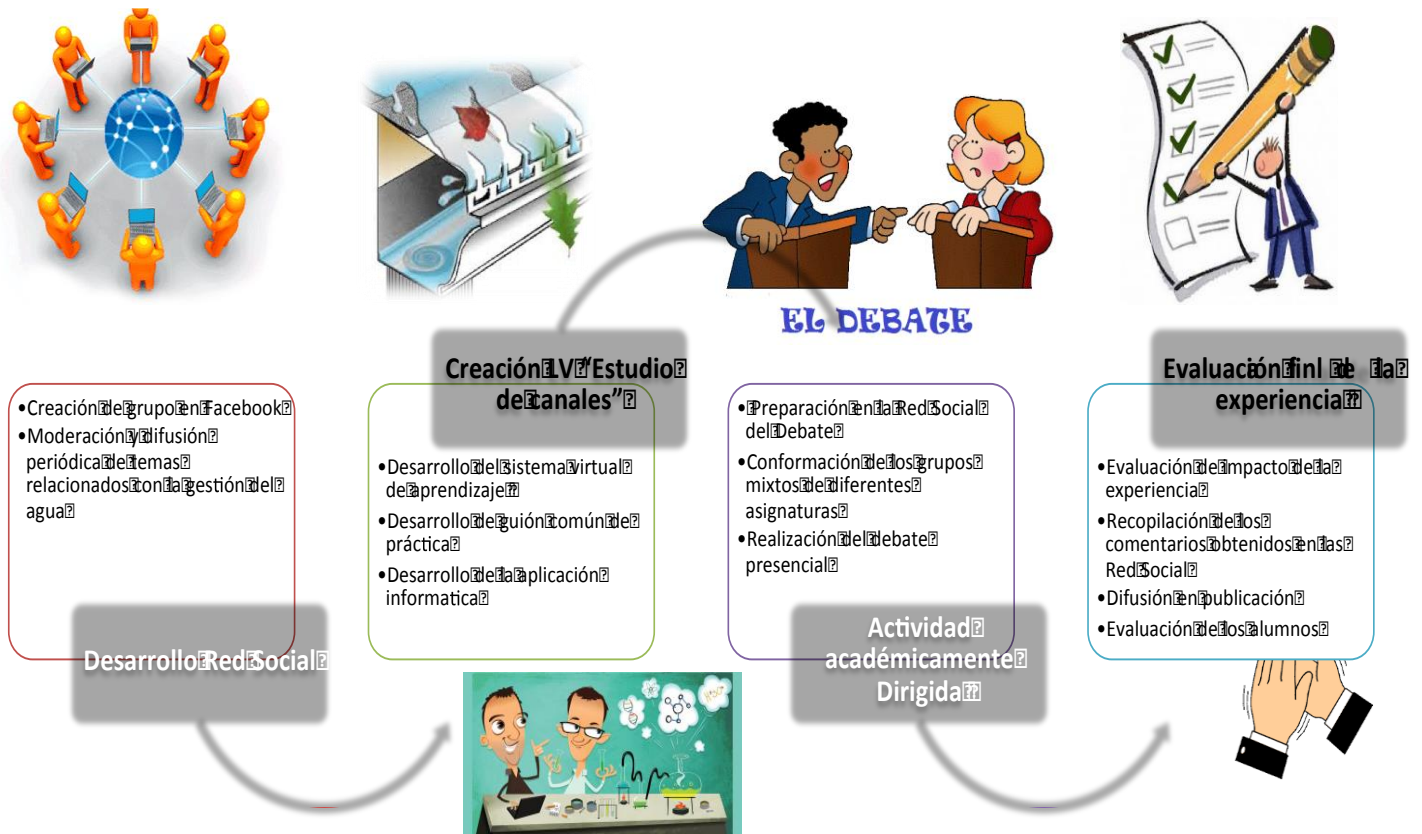 EL DEBATE
•Creación de grupo en Facebook
•Moderación y difusión
periódica de temas
relacionados con la gestión del
agua
Desarrollo Red Social
Creación LV “Estudio
de canales”
•Desarrollo del sistema virtual
de aprendizaje
•Desarrollo de guión común de
práctica
•Desarrollo de la aplicación
informatica
• Preparación en la Red Social
del Debate
•Conformación de los grupos
mixtos de diferentes
asignaturas
•Realización del debate
presencial
Actividad
académicamente
Dirigida
Evaluación finl de la
experiencia
•Evaluación de impacto de la
experiencia
•Recopilación de los
comentarios obtenidos en las
Red Social
•Difusión en publicación
•Evaluación de los alumnos